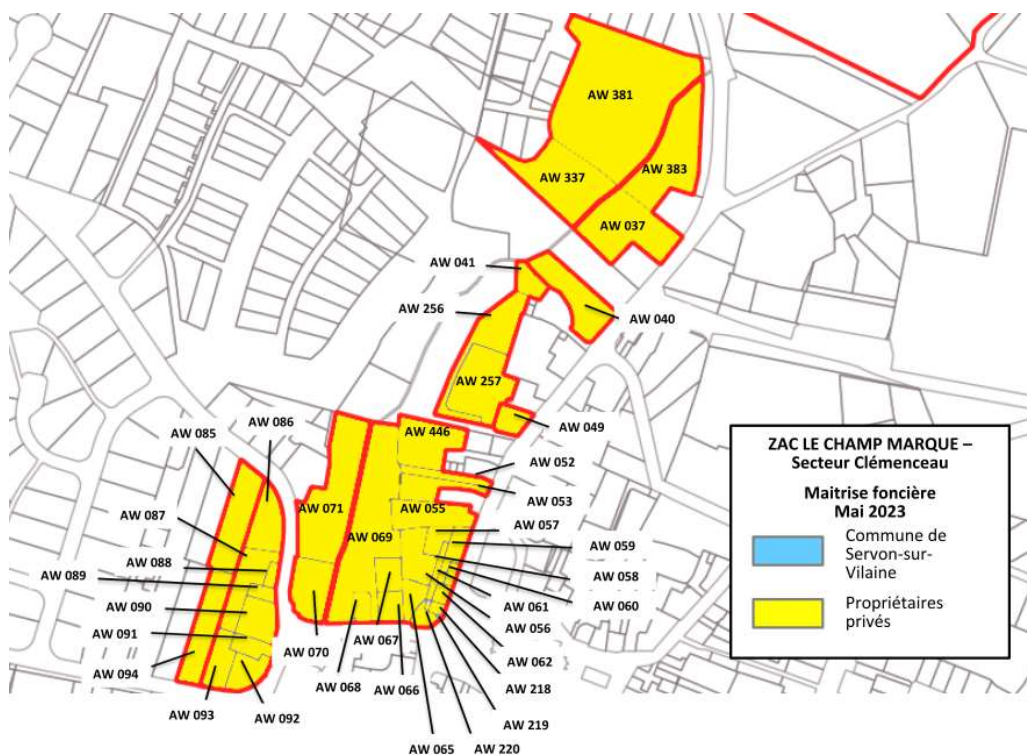 AW 381
AW 383
AW 337
AW 037
AW 041
AW 256
AW 040
AW 257
AW 049
AW 446
AW 052
AW 053
AW 086
AW 085
AW 071
AW 055
AW 057
AW 087
AW 069
AW 059
AW 088
AW 058
AW 089
AW 061
AW 060
AW 090
AW 056
AW 091
AW 067
AW 062
AW 094
AW 070
AW 068
AW 066
AW 218
AW 093
AW 092
AW 219
AW 065
AW 220
ZAC LE CHAMP MARQUE –
Secteur Clémenceau
Maitrise foncière
Mai 2023
Commune de
Servon-sur-
Vilaine
Propriétaires
privés